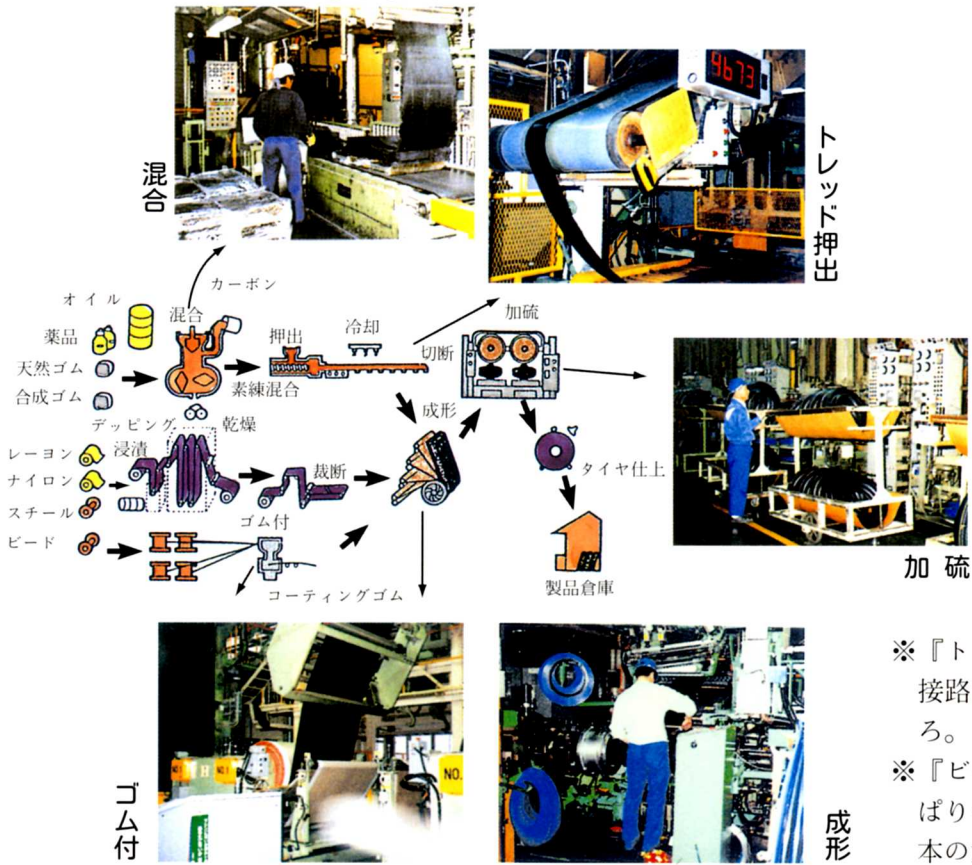 混合
9673
トレッド押出
オイル
カーボン
薬品
混合
押出
冷却
加硫
天然ゴム
切断
合成ゴム
素練混合
デッピング
乾燥
成形
レーヨン
浸漬
ナイロン
裁断
タイヤ仕上
スチール
ゴム付
ビード
コーティングゴム
製品倉庫
加硫
ゴム付
NO.1
H
NO.1
NO.
成形
※『ト
接路
ろ。
※『ビ
ぱり
本の